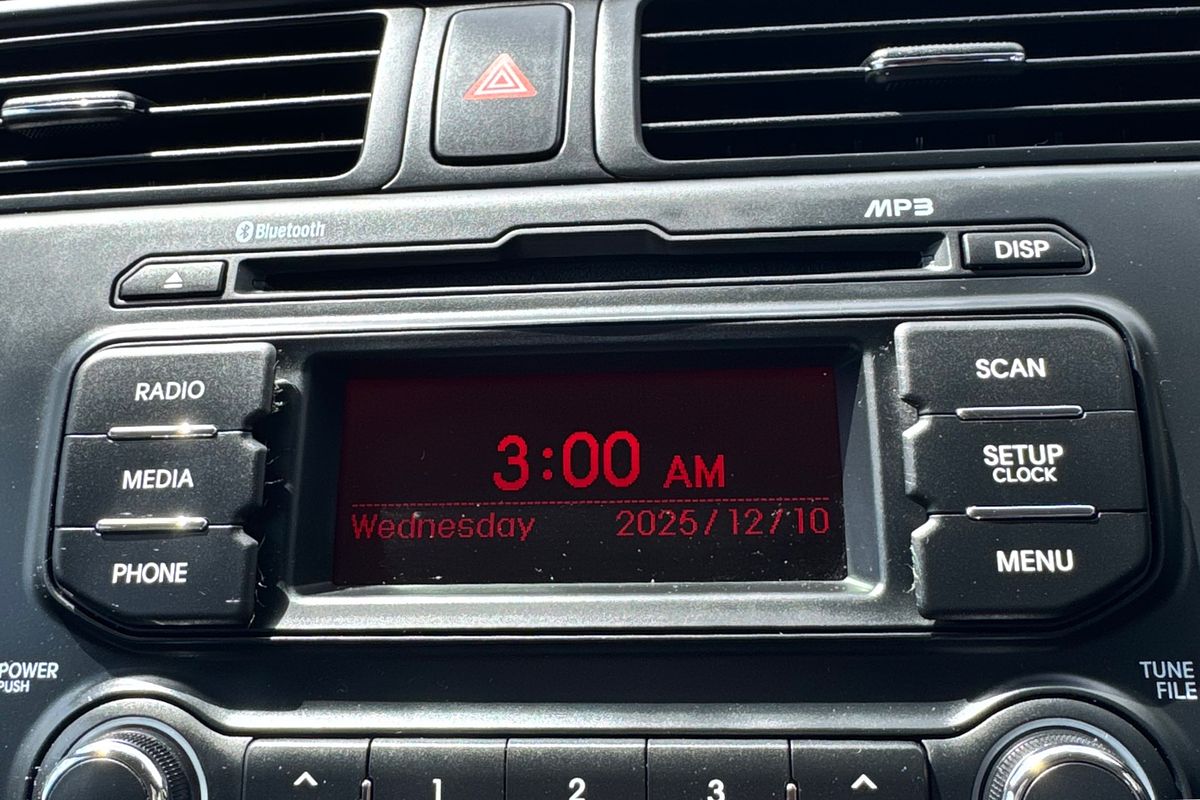 MP3
Bluetooth
DISP
RADIO
SCAN
MEDIA
SETUP
CLOCK
PHONE
MENU
3:00 AM
Wednesday 2025/12/10
POWER
PUSH
TUNE
FILE
1 2 3